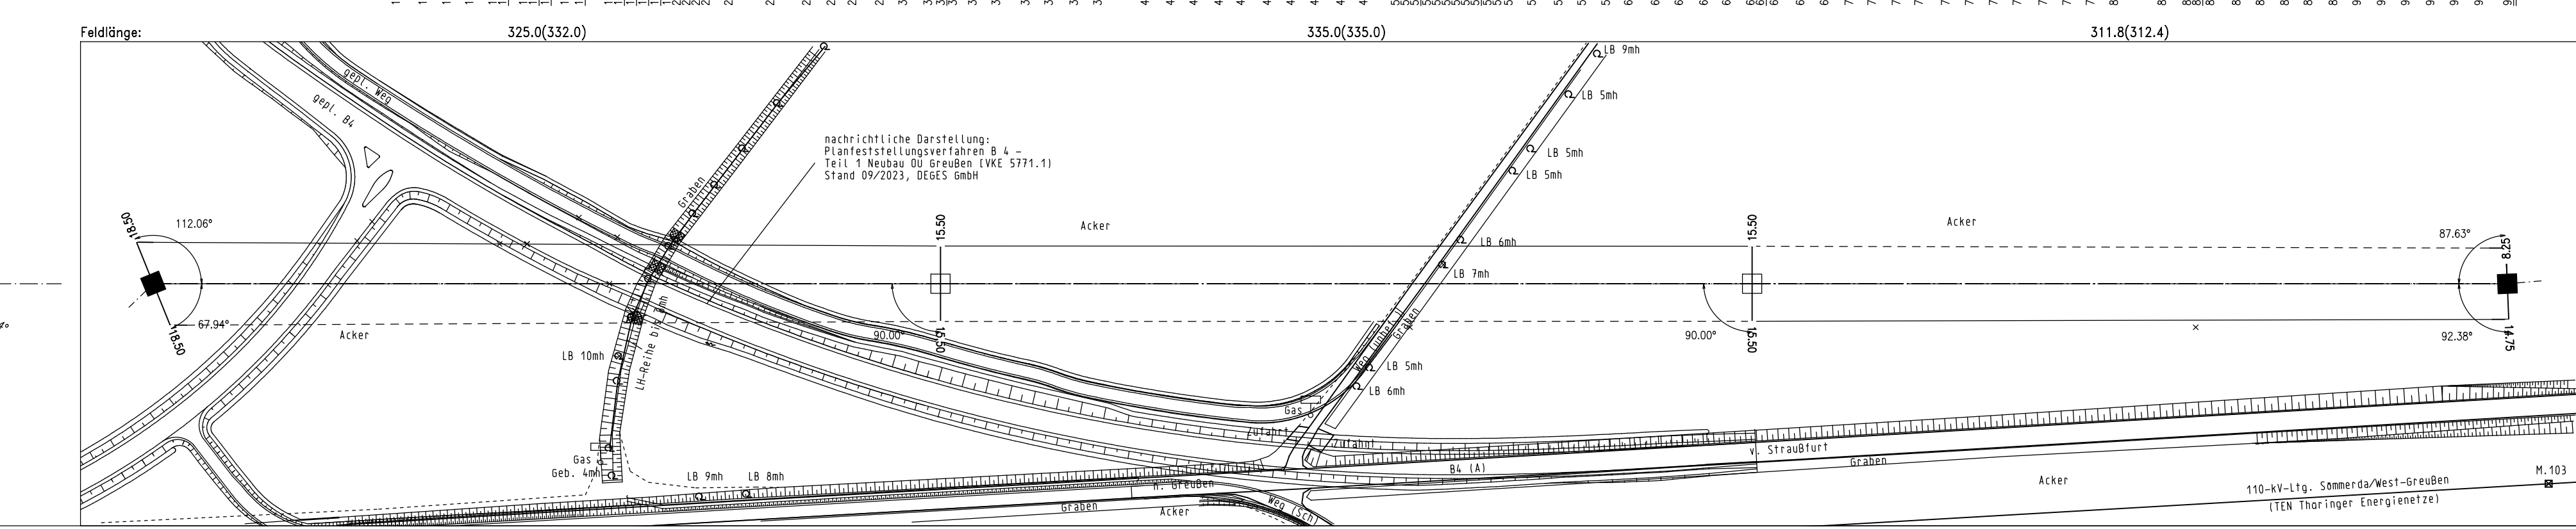 Feldlänge:
325.0(332.0)
335.0(335.0)
311.8(312.4)
gepl. Weg
gepl. B4
LB 9mh
LB 5mh
nachrichtliche Darstellung:
Planfeststellungsverfahren B 4 –
Teil 1 Neubau OU Greußen (VKE 5771.1)
Stand 09/2023, DEGES GmbH
LB 5mh
LB 5mh
Graben
18.50
112.06°
15.50
Acker
15.50
Acker
87.63°
8.25
LB 6mh
LB 7mh
67.94°
18.50
Acker
90.00°
15.50
90.00°
15.50
92.38°
14.75
Graben
LB 10mh
LB 5mh
LB 6mh
Gas
Zufahrt
Zufahrt
v. Straußfurt
Gas
Geb. 4mh
LB 9mh
LB 8mh
B4 (A)
Graben
n. Greußen
Weg (Sch)
Graben
Acker
Acker
M.103
110-kV-Ltg. Sömmerda/West-Greußen
(TEN Thüringer Energienetze)